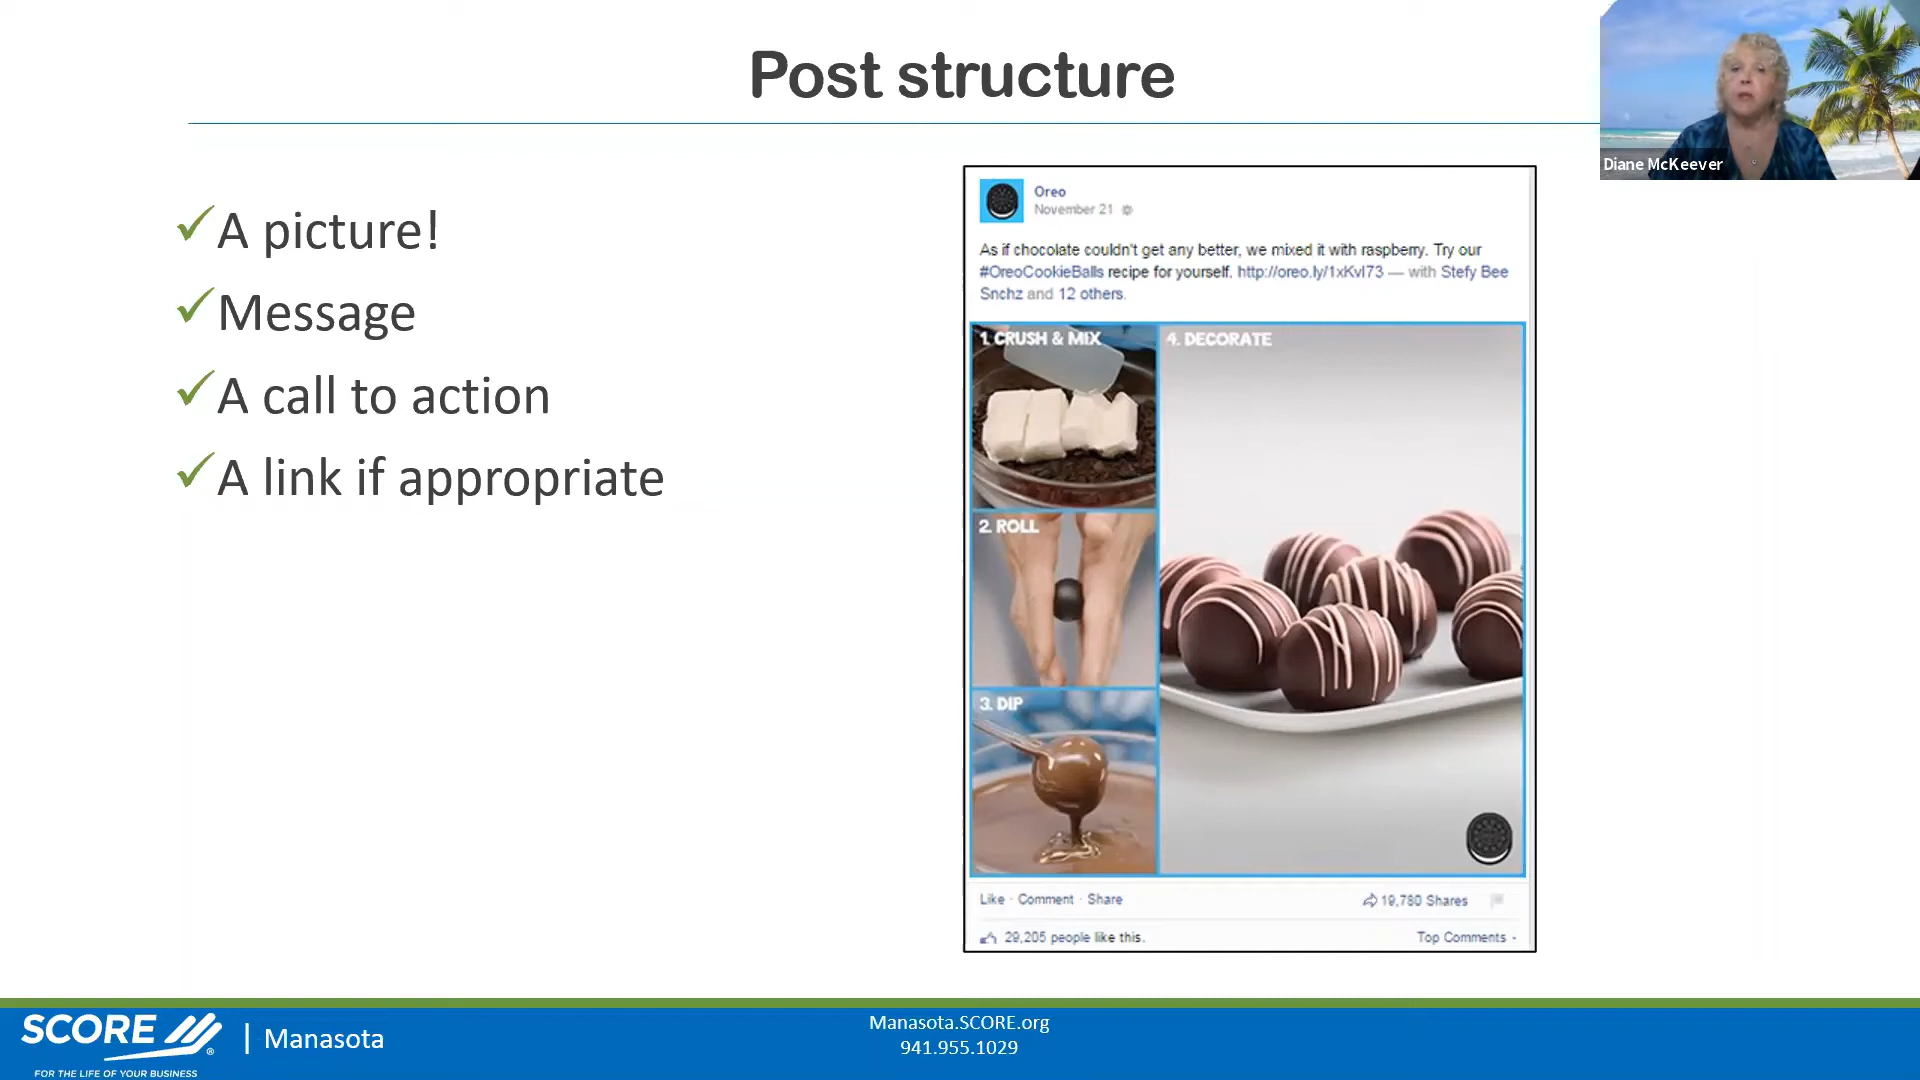 Post structure
Diane McKeever
✓A picture!
✓Message
✓A call to action
✓A link if appropriate
Oreo
November 21
As if chocolate couldn't get any better, we mixed it with raspberry. Try our
#OreoCookieBalls recipe for yourself. http://oreo.ly/1xKvI73 — with Stefy Bee
Snchz and 12 others.
1. CRUSH & MIX
2. ROLL
3. DIP
4. DECORATE
Like · Comment · Share
19,780 Shares
29,205 people like this.
Top Comments
SCORE
®
FOR THE LIFE OF YOUR BUSINESS
| Manasota
Manasota.SCORE.org
941.955.1029